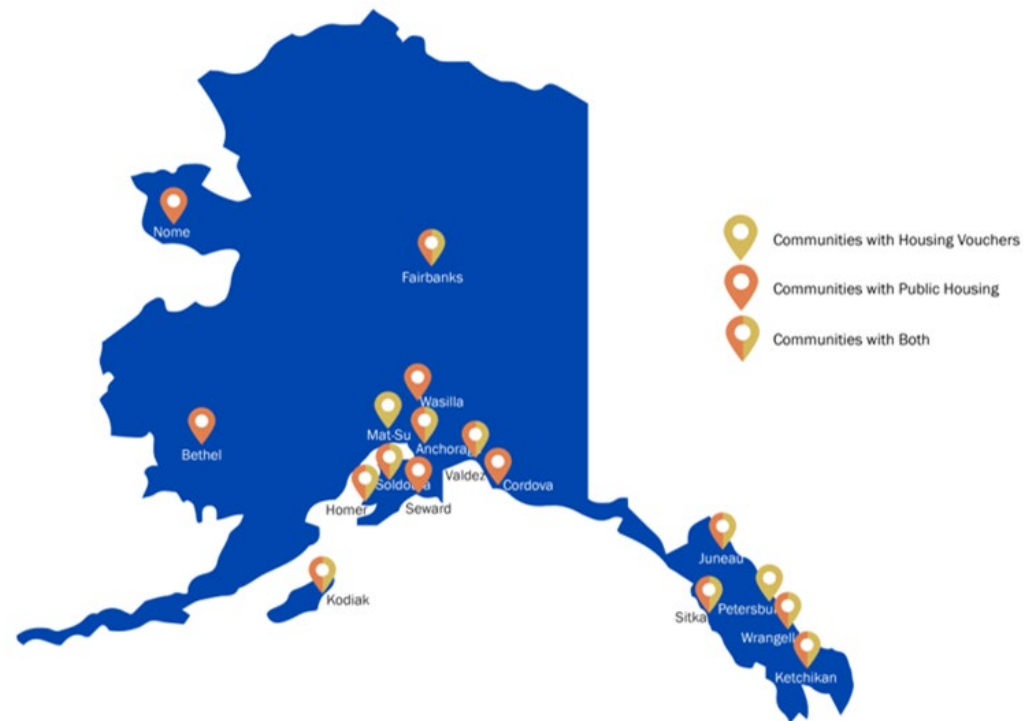 Nome
Fairbanks
Communities with Housing Vouchers
Communities with Public Housing
Communities with Both
Wasilla
Mat-Su
Anchorage
Bethel
Valdez
Cordova
Soldotna
Homer
Seward
Juneau
Kodiak
Sitka
Petersburg
Wrangell
Ketchikan